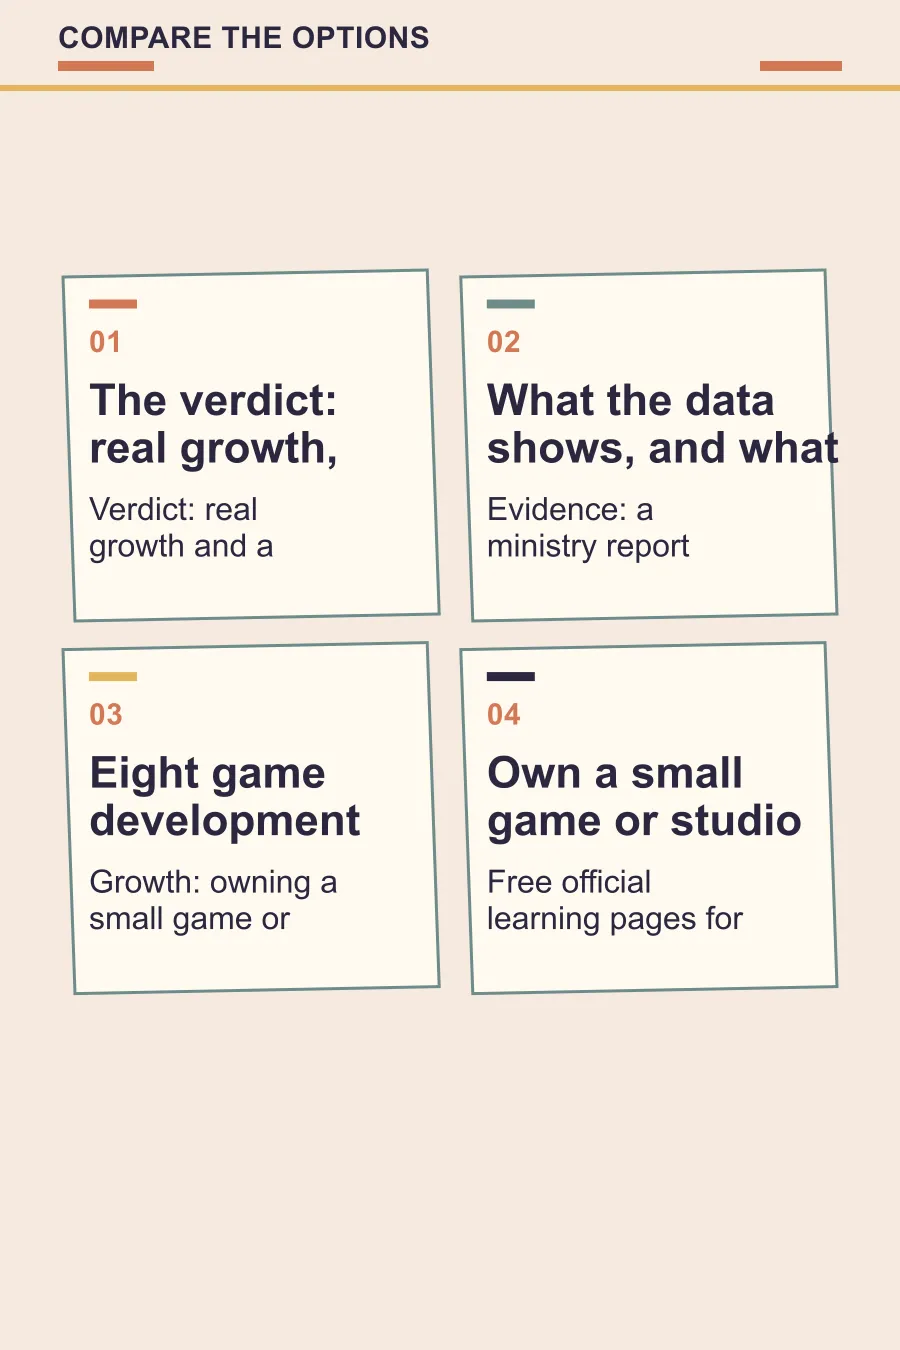 COMPARE THE OPTIONS
01
The verdict:
real growth,
Verdict: real
growth and a
02
What the data
shows, and what
Evidence: a
ministry report
03
Eight game
development
Growth: owning a
small game or
04
Own a small
game or studio
Free official
learning pages for